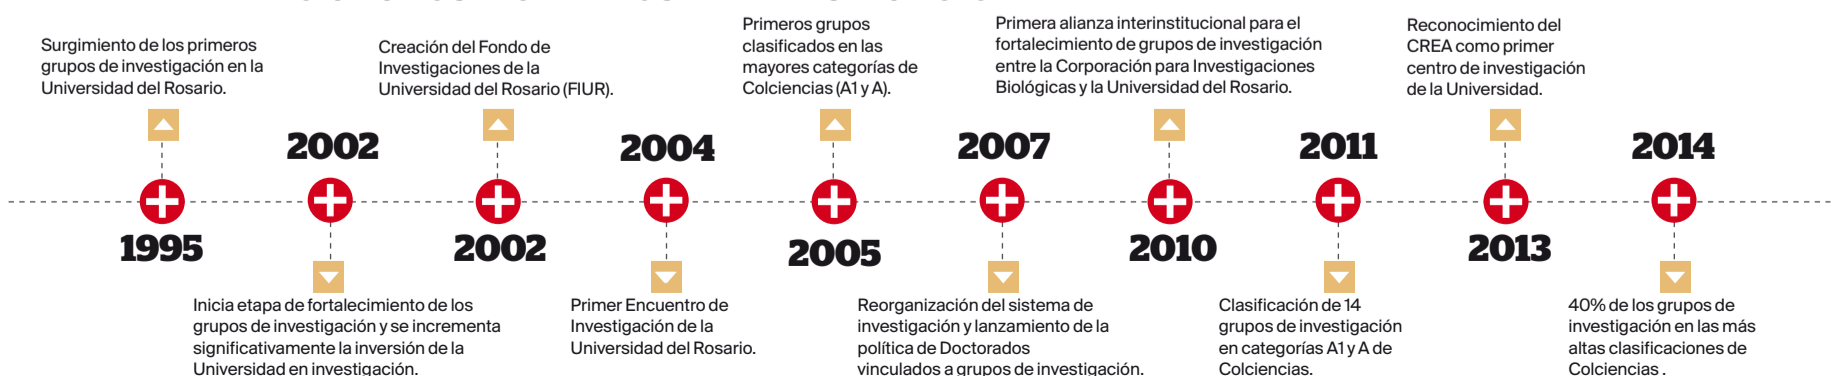 Surgimiento de los primeros
grupos de investigación en la
Universidad del Rosario.
1995
2002
Inicia etapa de fortalecimiento de los
grupos de investigación y se incrementa
significativamente la inversión de la
Universidad en investigación.
Creación del Fondo de
Investigaciones de la
Universidad del Rosario (FIUR).
2002
2004
Primer Encuentro de
Investigación de la
Universidad del Rosario.
Primeros grupos
clasificados en las
mayores categorías de
Colciencias (A1 y A).
2005
2007
Reorganización del sistema de
investigación y lanzamiento de la
política de Doctorados
vinculados a grupos de investigación.
Primera alianza interinstitucional para el
fortalecimiento de grupos de investigación
entre la Corporación para Investigaciones
Biológicas y la Universidad del Rosario.
2010
2011
Clasificación de 14
grupos de investigación
en categorías A1 y A de
Colciencias.
Reconocimiento del
CREA como primer
centro de investigación
de la Universidad.
2013
2014
40% de los grupos de
investigación en las más
altas clasificaciones de
Colciencias .